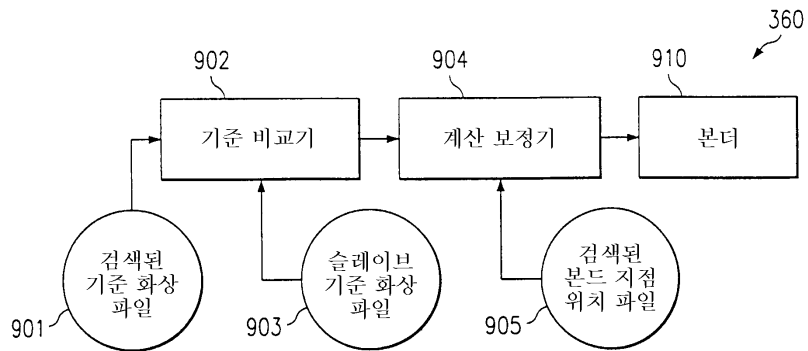 360
902
904
910
기준 비교기
계산 보정기
본더
검색된
기준 화상
파일
슬레이브
기준 화상
파일
검색된
본드 지점
위치 파일
901
903
905